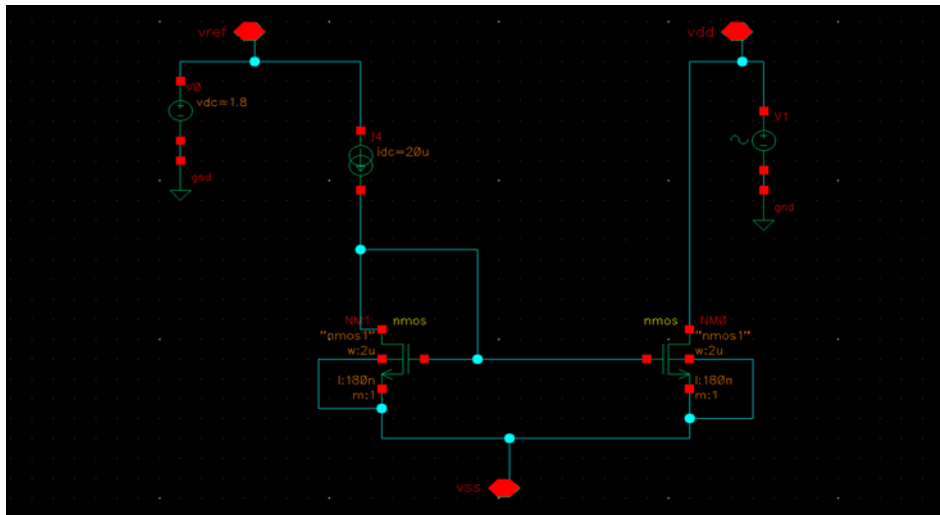 vref
vdd
V0
vdc=1.8
V1
I4
idc=20u
gnd
gnd
NM1
nmos
nmos
NM0
"nmos1"
"nmos1"
w:2u
w:2u
l:180n
l:180n
m:1
m:1
vss